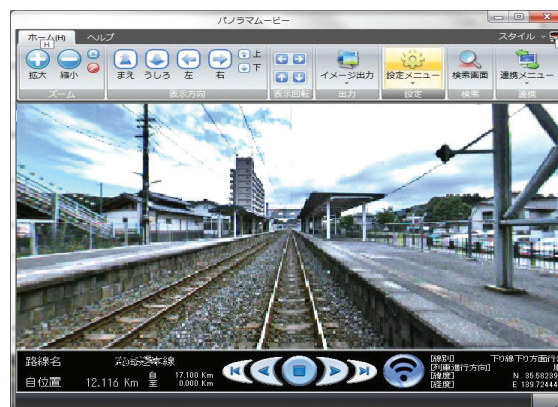 パノラマムービー
ホーム(H) ヘルプ スタイル
H
拡大 縮小 まえ うしろ 左 右 上 下 イメージ出力 設定メニュー 検索画面 連携メニュー
ズーム 表示方向 表示回転 出力 設定 検索 連携
路線名 本線
自位置 12.116 Km 自 17.100 Km
至 0.000 Km
[線別] 下り線下り方面行
[列車進行方向]
[緯度] N 35.58239
[経度] E 139.72444